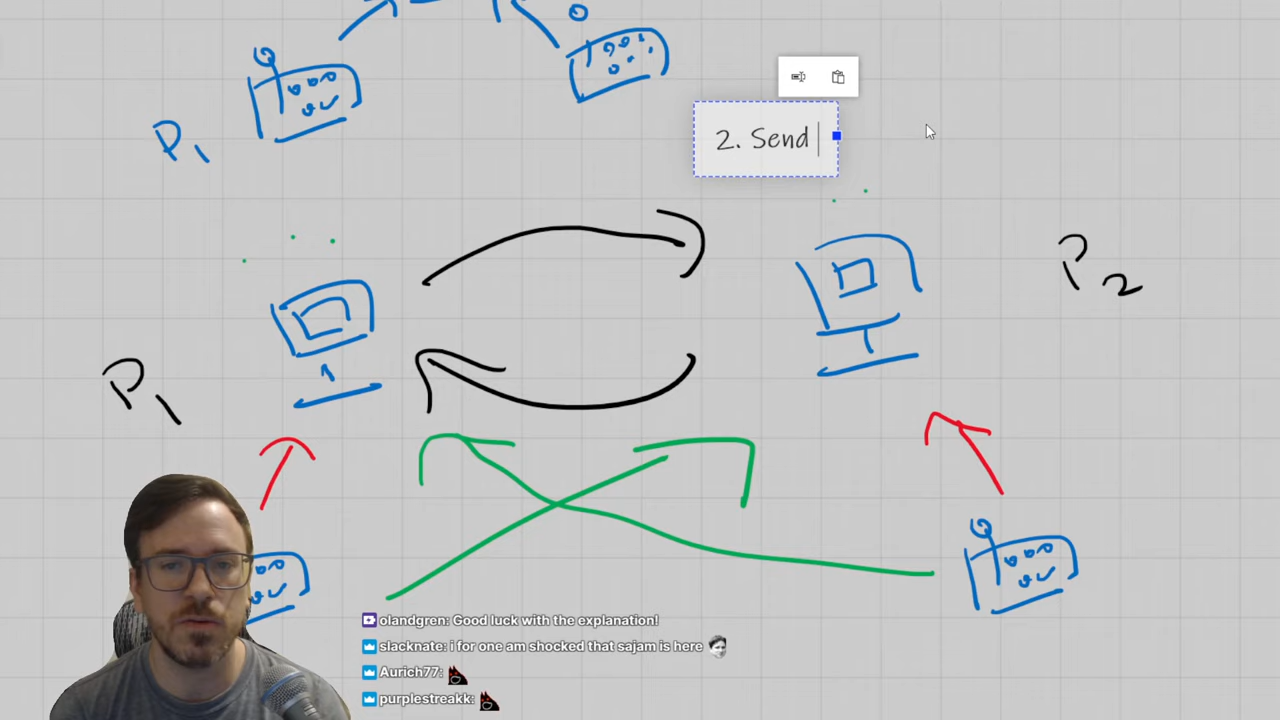 P1
2. Send
P2
P1
olandgren: Good luck with the explanation!
slacknate: i for one am shocked that sajam is here
Aurich77:
purplestreakk: